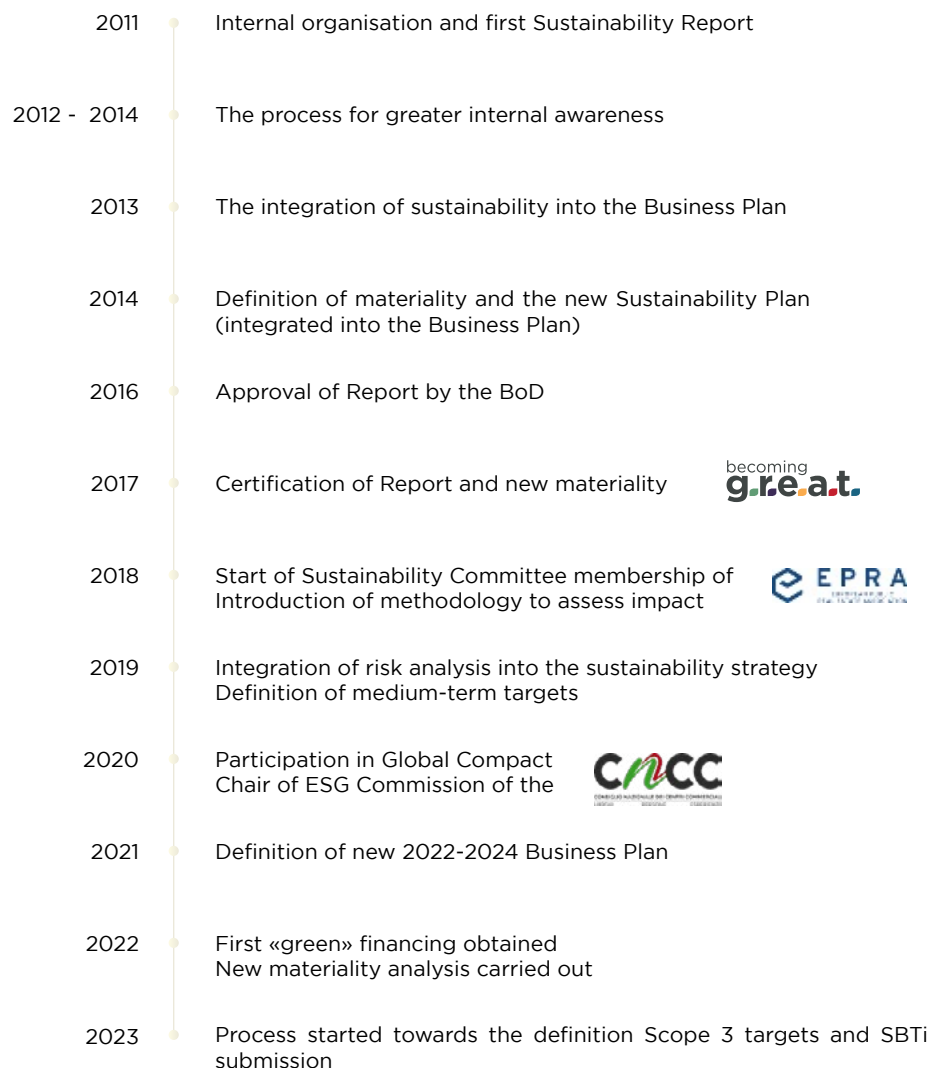 2011 Internal organisation and first Sustainability Report
2012 - 2014 The process for greater internal awareness
2013 The integration of sustainability into the Business Plan
2014 Definition of materiality and the new Sustainability Plan
(integrated into the Business Plan)
2016 Approval of Report by the BoD
2017 Certification of Report and new materiality
becoming
g.r.e.a.t.
2018 Start of Sustainability Committee membership of
Introduction of methodology to assess impact
EPRA
2019 Integration of risk analysis into the sustainability strategy
Definition of medium-term targets
2020 Participation in Global Compact
Chair of ESG Commission of the
CNCC
CONSIGLIO NAZIONALE DEI CENTRI COMMERCIALI
2021 Definition of new 2022-2024 Business Plan
2022 First «green» financing obtained
New materiality analysis carried out
2023 Process started towards the definition Scope 3 targets and SBTi
submission